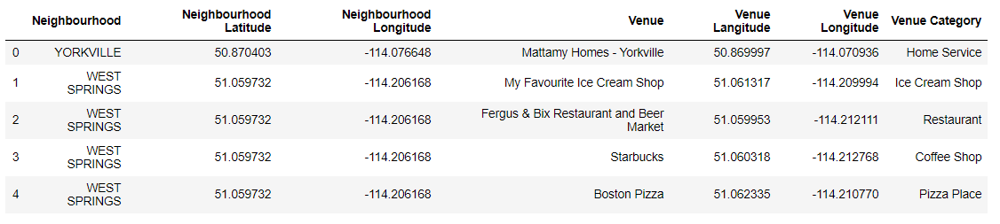 Neighbourhood Neighbourhood Latitude Neighbourhood Longitude Venue Venue Langitude Venue Longitude Venue Category
0 YORKVILLE 50.870403 -114.076648 Mattamy Homes - Yorkville 50.869997 -114.070936 Home Service
1 WEST SPRINGS 51.059732 -114.206168 My Favourite Ice Cream Shop 51.061317 -114.209994 Ice Cream Shop
2 WEST SPRINGS 51.059732 -114.206168 Fergus & Bix Restaurant and Beer Market 51.059953 -114.212111 Restaurant
3 WEST SPRINGS 51.059732 -114.206168 Starbucks 51.060318 -114.212768 Coffee Shop
4 WEST SPRINGS 51.059732 -114.206168 Boston Pizza 51.062335 -114.210770 Pizza Place